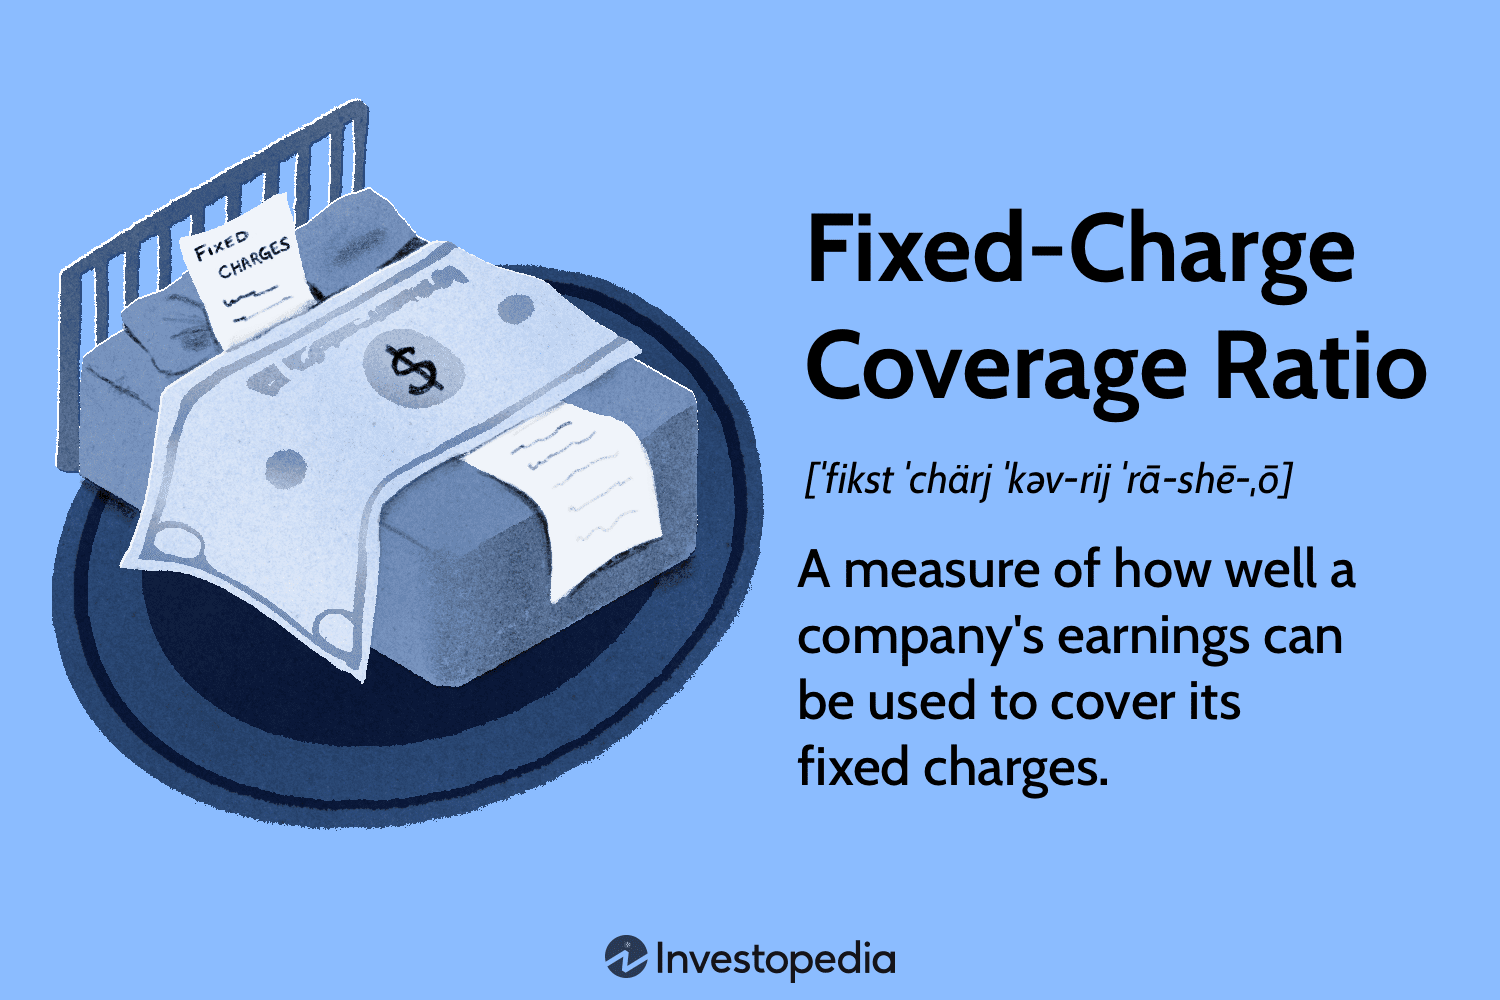 FIXED
CHARGES
$
Fixed-Charge
Coverage Ratio
[ˈfikst ˈchärj ˈkəv-rij ˈrā-shē-ˌō]
A measure of how well a
company's earnings can
be used to cover its
fixed charges.
Investopedia